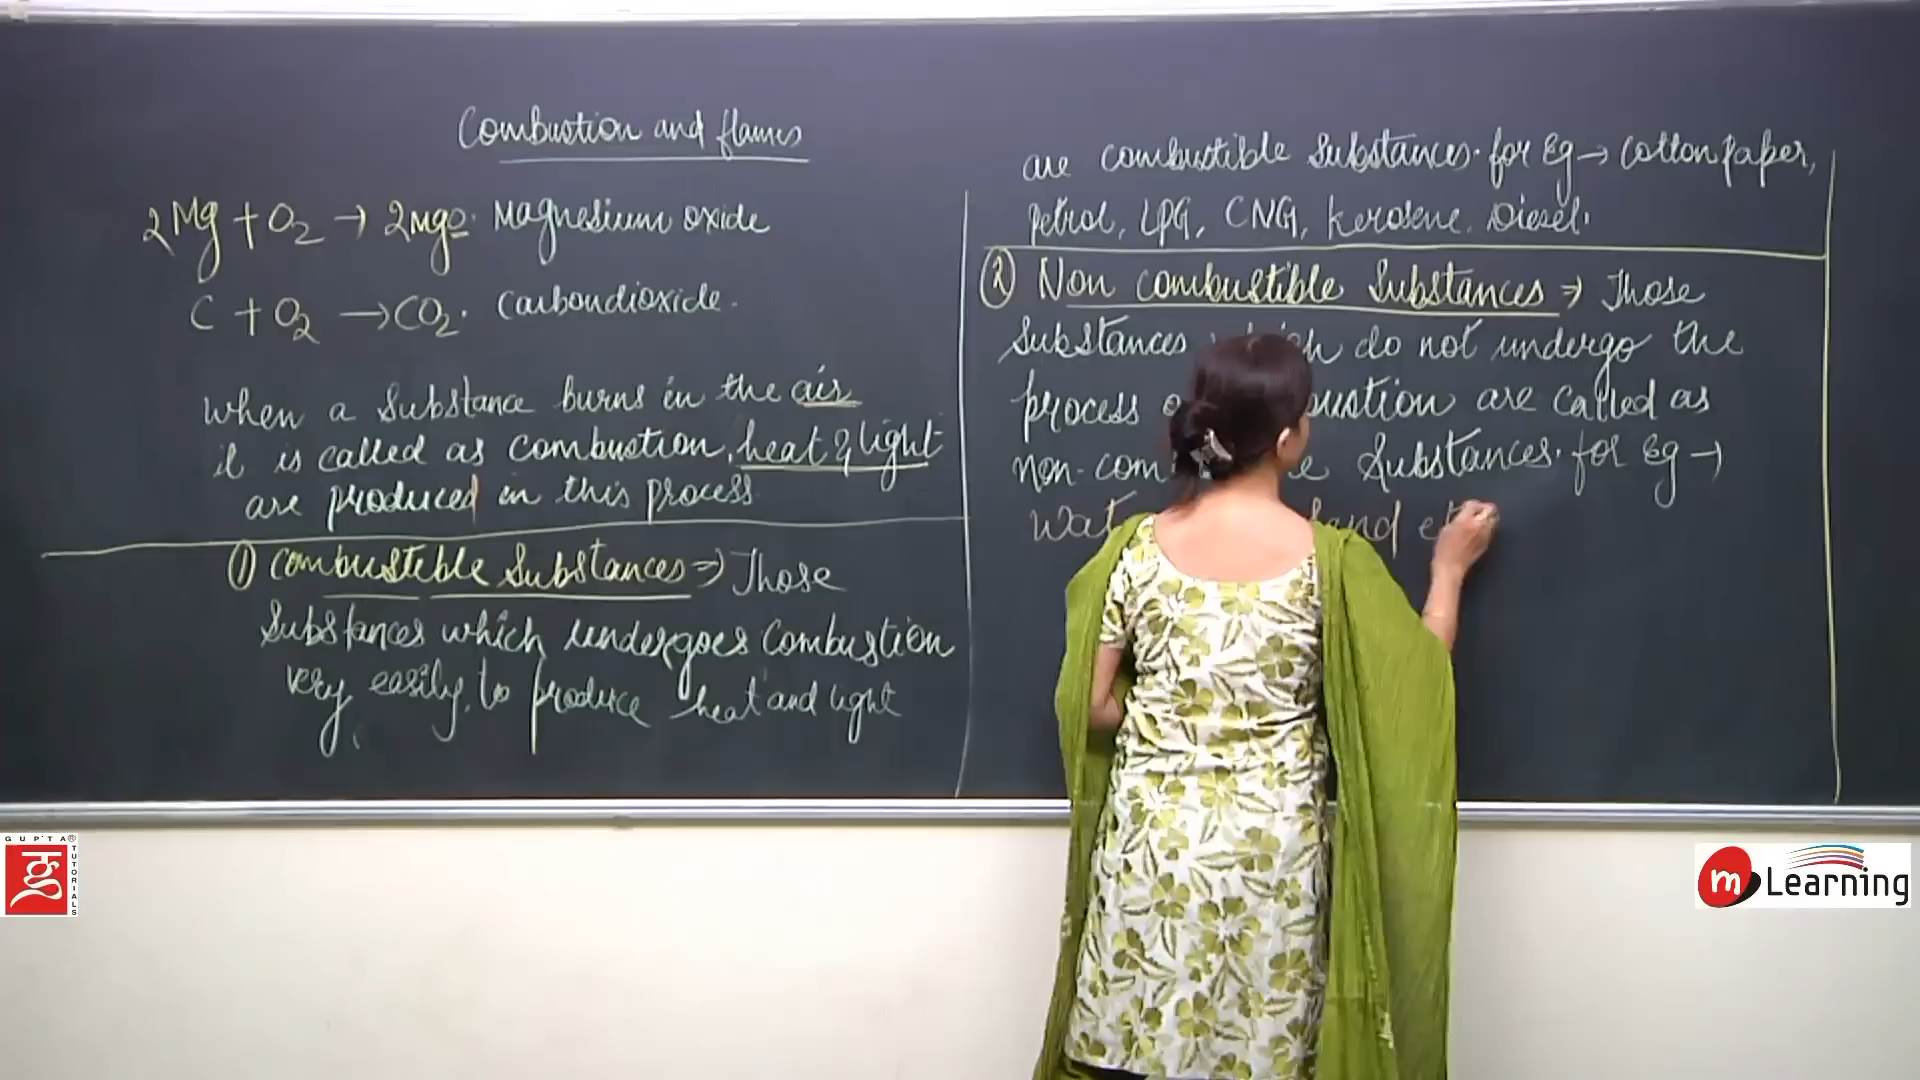 Combustion and flames
2Mg + O2 → 2MgO. Magnesium oxide
C + O2 → CO2. Carbondioxide.
when a substance burns in the air
it is called as combustion. heat & light
are produced in this process.
① Combustible Substances ⇒ Those
Substances which undergoes Combustion
very easily, to produce heat and light
are combustible Substances. for Eg → Cotton paper,
Petrol, LPG, CNG, Kerosene, Diesel.
② Non combustible Substances ⇒ Those
Substances do not undergo the
process are called as
non- Substances. for Eg →
GUPTA TUTORIALS
m Learning